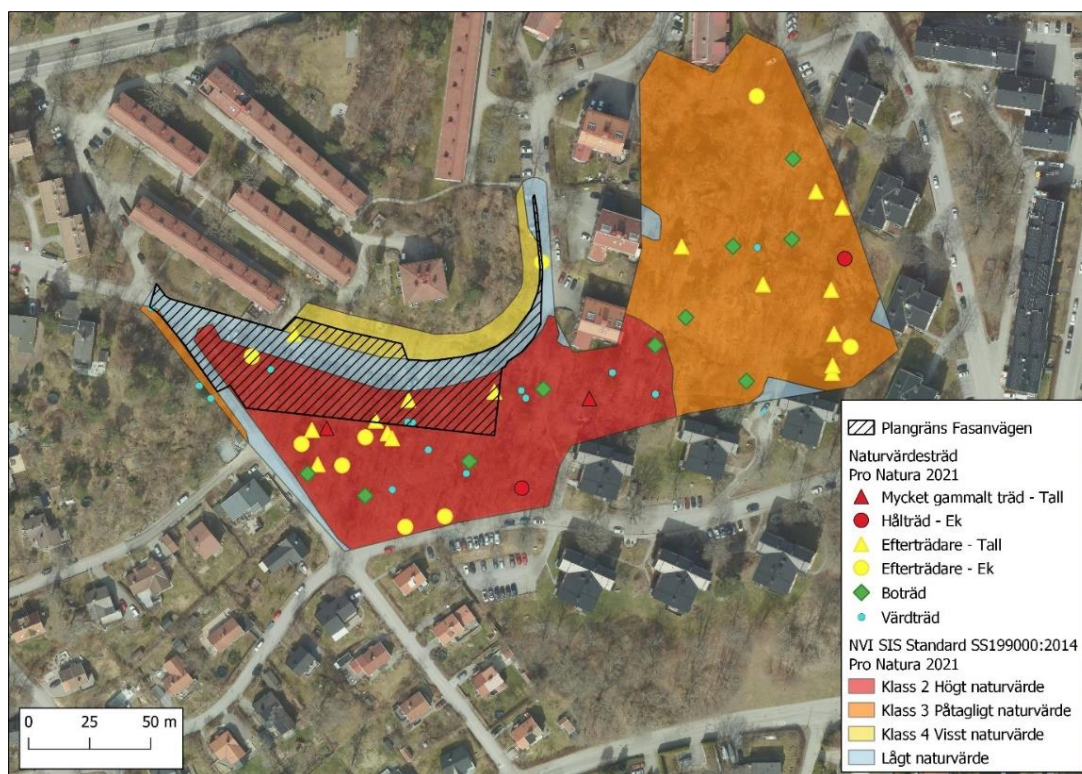 Plangräns Fasanvägen
Naturvärdesträd
Pro Natura 2021
Mycket gammalt träd - Tall
Hålträd - Ek
Efterträdare - Tall
Efterträdare - Ek
Boträd
Värdträd
NVI SIS Standard SS199000:2014
Pro Natura 2021
Klass 2 Högt naturvärde
Klass 3 Påtagligt naturvärde
Klass 4 Visst naturvärde
Lågt naturvärde
0 25 50 m